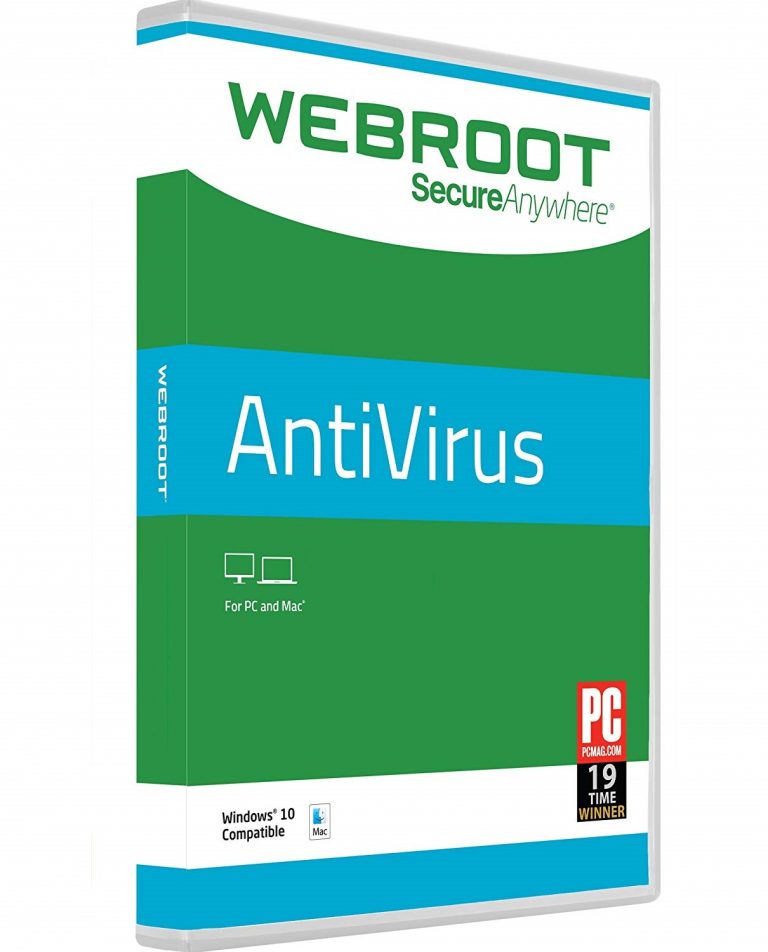 WEBROOT
SecureAnywhere®
WEBROOT
AntiVirus
For PC and Mac®
PC
PCMAG.COM
19
TIME
WINNER
Windows® 10
Compatible
Mac